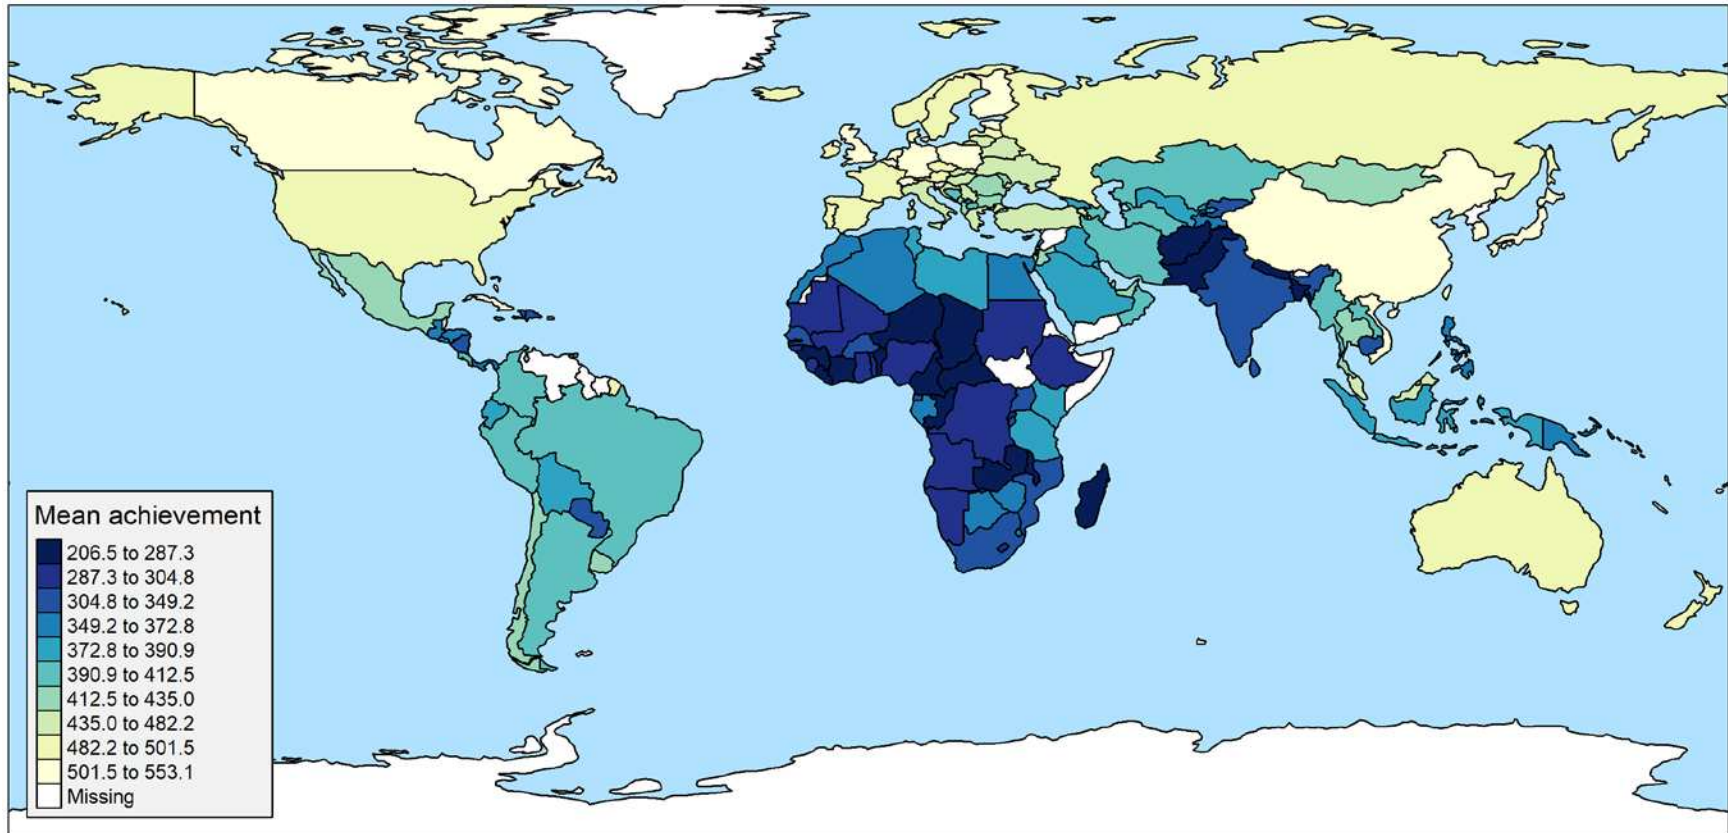 Mean achievement
206.5 to 287.3
287.3 to 304.8
304.8 to 349.2
349.2 to 372.8
372.8 to 390.9
390.9 to 412.5
412.5 to 435.0
435.0 to 482.2
482.2 to 501.5
501.5 to 553.1
Missing